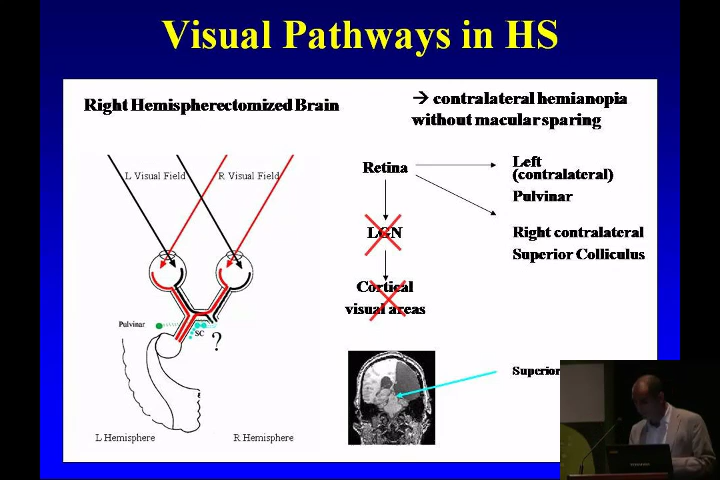 Visual Pathways in HS
Right Hemispherectomized Brain
→ contralateral hemianopia
without macular sparing
L Visual Field
R Visual Field
Retina
Left
(contralateral)
Pulvinar
LGN
Right contralateral
Superior Colliculus
Cortical
visual areas
Pulvinar
SC
?
Superior
L Hemisphere
R Hemisphere